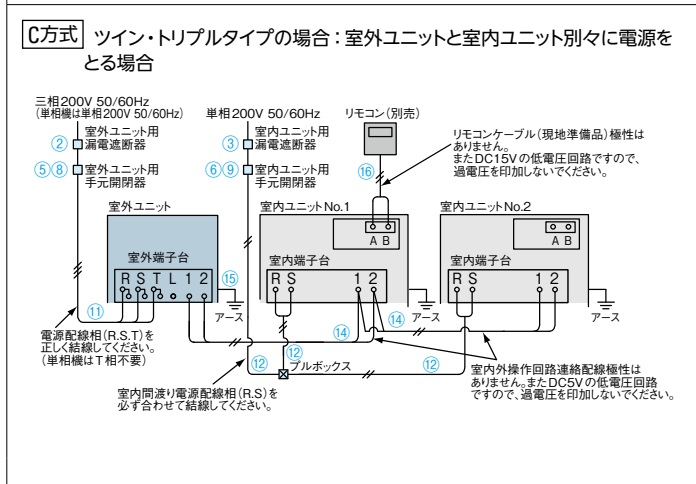 C方式 ツイン・トリプルタイプの場合：室外ユニットと室内ユニット別々に電源を
とる場合
三相200V 50/60Hz
(単相機は単相200V 50/60Hz)
単相200V 50/60Hz
リモコン(別売)
② 室外ユニット用
漏電遮断器
③ 室内ユニット用
漏電遮断器
⑤⑧ 室外ユニット用
手元開閉器
⑥⑨ 室内ユニット用
手元開閉器
⑯
リモコンケーブル(現地準備品)極性は
ありません。
またDC15Vの低電圧回路ですので、
過電圧を印加しないでください。
室外ユニット
室内ユニットNo.1
室内ユニットNo.2
A B
A B
室外端子台
室内端子台
室内端子台
R S T L 1 2
⑮
R S 1 2
R S 1 2
アース
アース
アース
⑪
⑭
⑭
電源配線相(R.S.T)を
正しく結線してください。
(単相機はT相不要)
⑫
⑫
プルボックス
⑫
室内間渡り電源配線相(R.S)を
必ず合わせて結線してください。
室内外操作回路連絡配線極性は
ありません。またDC5Vの低電圧回路
ですので、過電圧を印加しないでください。